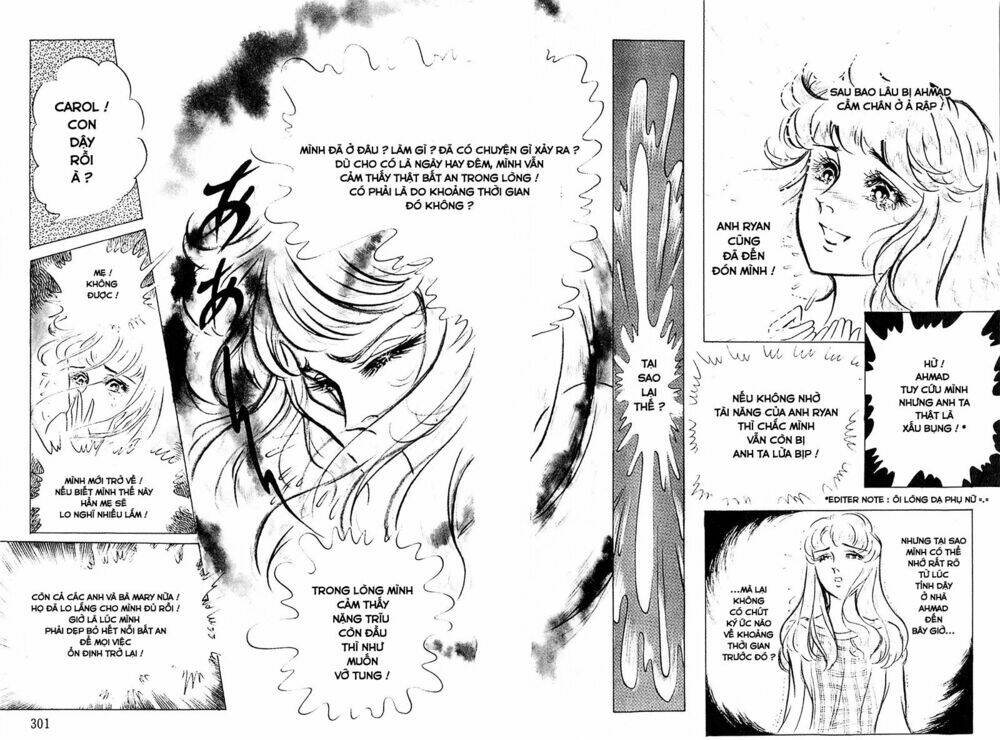 SAU BAO LÂU BỊ AHMAD
CẦM CHÂN Ở Ả RẬP !
ANH RYAN
CŨNG
ĐÃ ĐẾN
ĐÓN MÌNH !
HỪ !
AHMAD
TUY CỨU MÌNH
NHƯNG ANH TA
THẬT LÀ
XẤU BỤNG ! *
NẾU KHÔNG NHỜ
TÀI NĂNG CỦA ANH RYAN
THÌ CHẮC MÌNH
VẪN CÒN BỊ
ANH TA LỪA BỊP !
*EDITER NOTE : ÔI LÒNG DẠ PHỤ NỮ •.•
NHƯNG TẠI SAO
MÌNH CÓ THỂ
NHỚ RẤT RÕ
TỪ LÚC
TỈNH DẬY
Ở NHÀ
AHMAD
ĐẾN
BÂY GIỜ...
...MÀ LẠI
KHÔNG
CÓ CHÚT
KÝ ỨC NÀO
VỀ KHOẢNG
THỜI GIAN
TRƯỚC ĐÓ ?
TẠI
SAO
LẠI
THẾ ?
MÌNH ĐÃ Ở ĐÂU ? LÀM GÌ ? ĐÃ CÓ CHUYỆN GÌ XẢY RA ?
DÙ CHO CÓ LÀ NGÀY HAY ĐÊM, MÌNH VẪN
CẢM THẤY THẬT BẤT AN TRONG LÒNG !
CÓ PHẢI LÀ DO KHOẢNG THỜI GIAN
ĐÓ KHÔNG ?
あ
あ
TRONG LÒNG MÌNH
CẢM THẤY
NẶNG TRĨU
CÒN ĐẦU
THÌ NHƯ
MUỐN
VỠ TUNG !
CAROL !
CON
DẬY
RỒI
À ?
MẸ !
KHÔNG
ĐƯỢC !
MÌNH MỚI TRỞ VỀ !
NẾU BIẾT MÌNH THẾ NÀY
HẲN MẸ SẼ
LO NGHĨ NHIỀU LẮM !
CÒN CẢ CÁC ANH VÀ BÀ MARY NỮA !
HỌ ĐÃ LO LẮNG CHO MÌNH ĐỦ RỒI !
GIỜ LÀ LÚC MÌNH
PHẢI DẸP BỎ HẾT NỖI BẤT AN
ĐỂ MỌI VIỆC
ỔN ĐỊNH TRỞ LẠI !
301